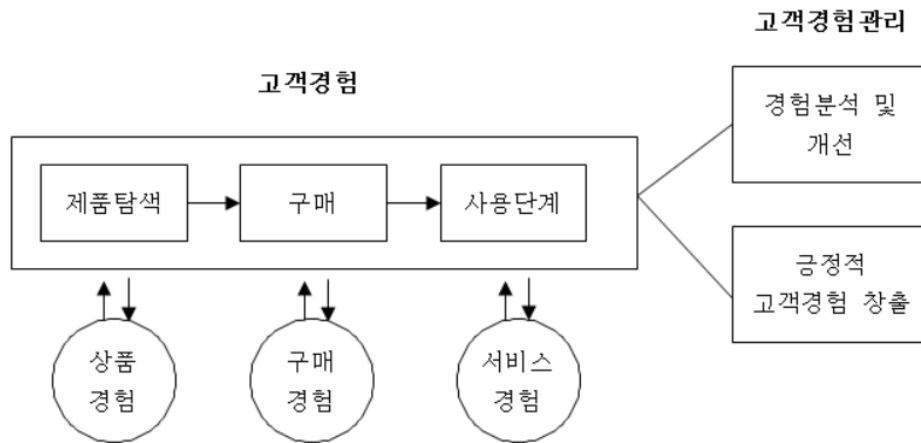 고객경험관리
고객경험
경험분석 및
개선
제품탐색
구매
사용단계
긍정적
고객경험 창출
상품
경험
구매
경험
서비스
경험